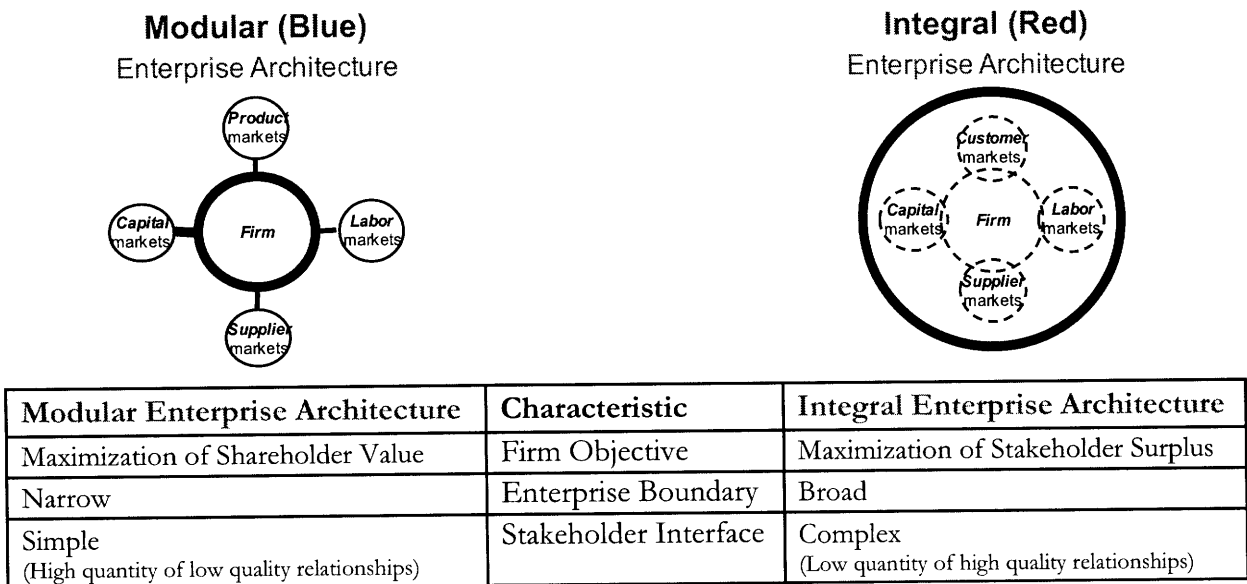 Modular (Blue)
Enterprise Architecture
Product
markets
Capital
markets
Firm
Labor
markets
Supplier
markets
Integral (Red)
Enterprise Architecture
Customer
markets
Capital
markets
Firm
Labor
markets
Supplier
markets
Modular Enterprise Architecture Characteristic Integral Enterprise Architecture
Maximization of Shareholder Value Firm Objective Maximization of Stakeholder Surplus
Narrow Enterprise Boundary Broad
Simple Stakeholder Interface Complex
(High quantity of low quality relationships) (Low quantity of high quality relationships)